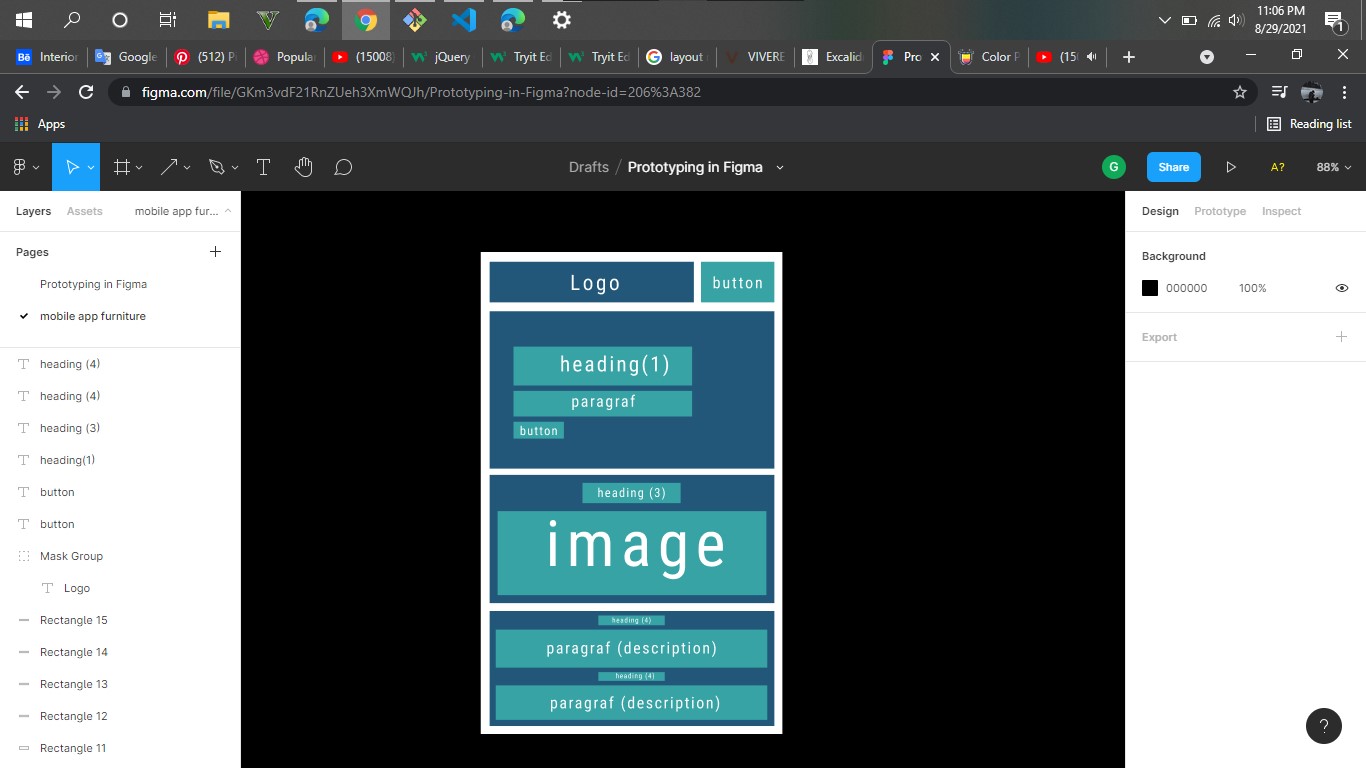 11:06 PM
8/29/2021
1
Interior
Google
(512) P
Popular
(15008)
jQuery
Tryit Ed
Tryit Ed
layout
VIVERE
Excalid
Pro
Color P
(15
figma.com/file/GKm3vdF21RnZUeh3XmWQJh/Prototyping-in-Figma?node-id=206%3A382
Apps
Reading list
Drafts / Prototyping in Figma
G
Share
A?
88%
Layers Assets mobile app fur...
Design Prototype Inspect
Pages
Prototyping in Figma
mobile app furniture
heading (4)
heading (4)
heading (3)
heading(1)
button
button
Mask Group
Logo
Rectangle 15
Rectangle 14
Rectangle 13
Rectangle 12
Rectangle 11
Logo
button
heading(1)
paragraf
button
heading (3)
image
heading (4)
paragraf (description)
heading (4)
paragraf (description)
Background
000000 100%
Export
?